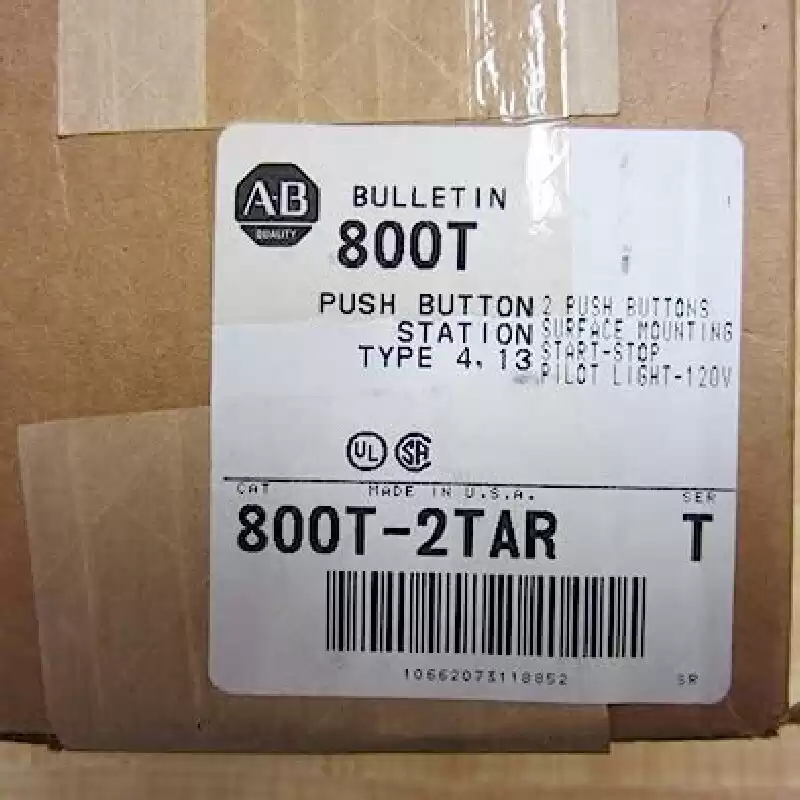 A-B
QUALITY
BULLETIN
800T
PUSH BUTTON
STATION
TYPE 4, 13
2 PUSH BUTTONS
SURFACE MOUNTING
START-STOP
PILOT LIGHT-120V
UL
SA
CAT
MADE IN U.S.A.
SER
800T-2TAR
T
10662073118852
SR